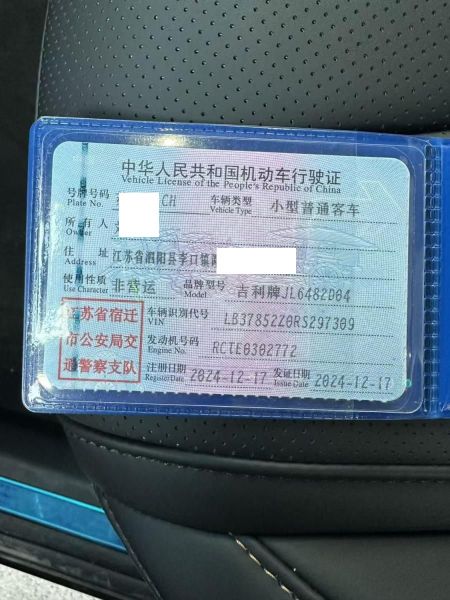 中华人民共和国机动车行驶证
Vehicle License of the People's Republic of China
号牌号码 CH 车辆类型 小型普通客车
Plate No. Vehicle Type
所有人
Owner
住址 江苏省泗阳县李口镇
Address
使用性质 非营运 品牌型号 吉利牌JL6482D04
Use Character Model
江苏省宿迁
市公安局交
通警察支队
车辆识别代号 LB37852Z0RS297309
VIN
发动机号码 RCTE0302772
Engine No.
注册日期 2024-12-17 发证日期 2024-12-17
Register Date Issue Date